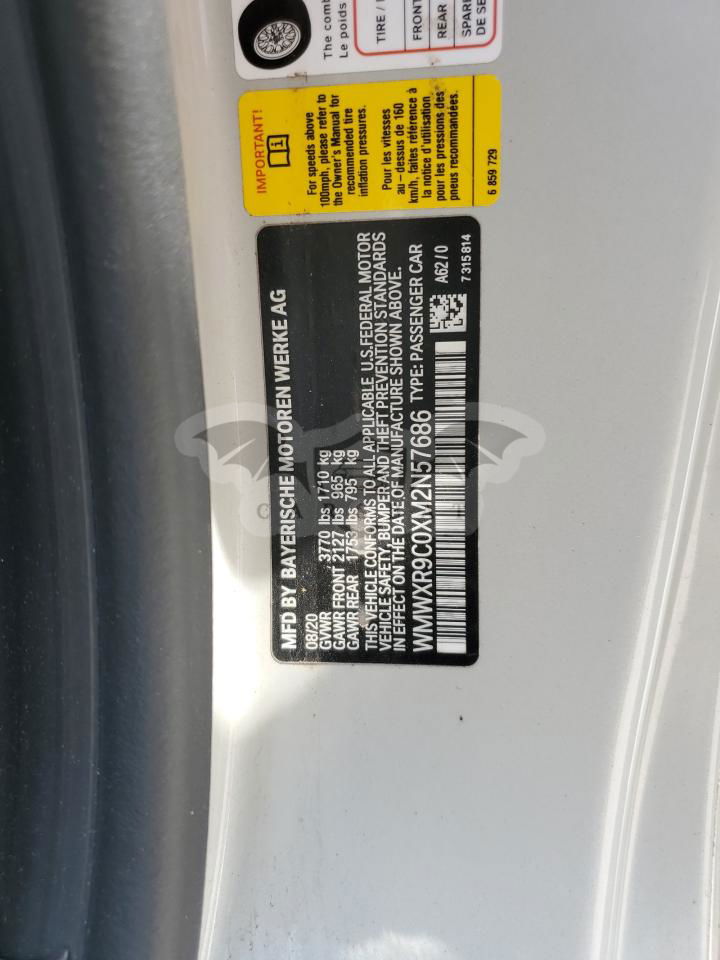 The comb
Le poids
TIRE /
FRONT
REAR
SPARE
DE SE
IMPORTANT!
For speeds above
100mph, please refer to
the Owner's Manual for
recommended tire
inflation pressures.
Pour les vitesses
au-dessus de 160
km/h, faites référence à
la notice d'utilisation
pour les pressions des
pneus recommandées.
6 859 729
MFD BY BAYERISCHE MOTOREN WERKE AG
08/20
GVWR 3770 lbs 1710 kg
GAWR FRONT 2127 lbs 965 kg
GAWR REAR 1753 lbs 795 kg
THIS VEHICLE CONFORMS TO ALL APPLICABLE U.S.FEDERAL MOTOR
VEHICLE SAFETY, BUMPER AND THEFT PREVENTION STANDARDS
IN EFFECT ON THE DATE OF MANUFACTURE SHOWN ABOVE.
WMWXR9C0XM2N57686 TYPE: PASSENGER CAR
A62/0
7315814